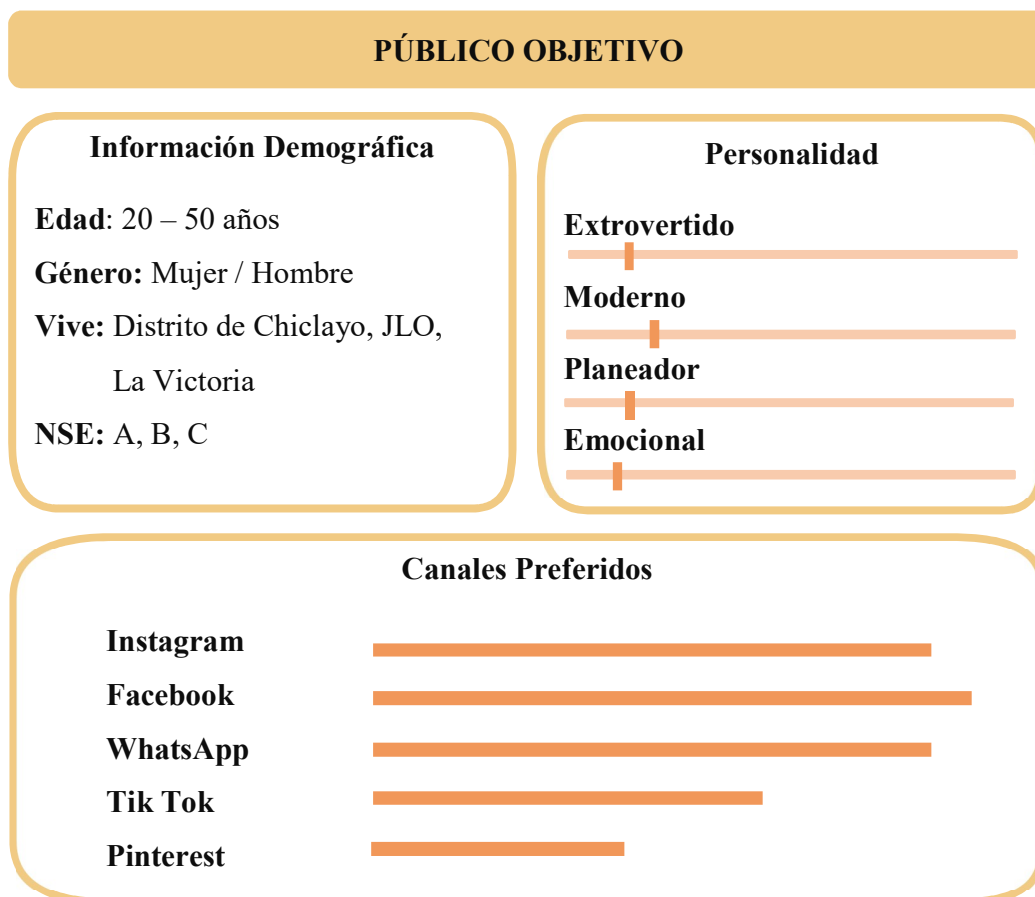 PÚBLICO OBJETIVO
Información Demográfica
Edad: 20 – 50 años
Género: Mujer / Hombre
Vive: Distrito de Chiclayo, JLO,
La Victoria
NSE: A, B, C
Personalidad
Extrovertido
Moderno
Planeador
Emocional
Canales Preferidos
Instagram
Facebook
WhatsApp
Tik Tok
Pinterest